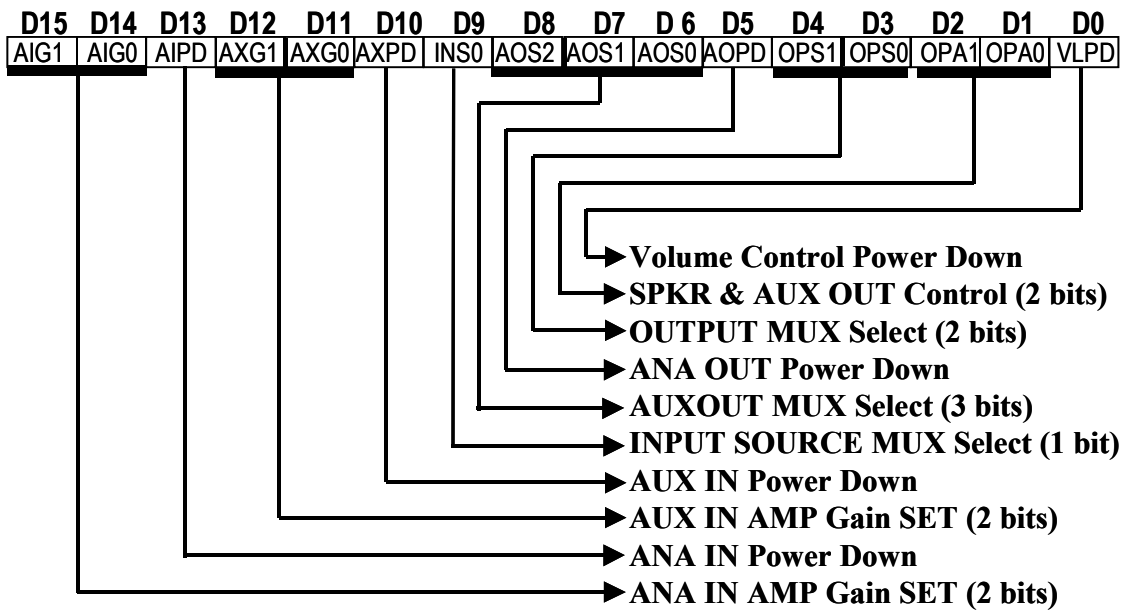 D15 D14 D13 D12 D11 D10 D9 D8 D7 D 6 D5 D4 D3 D2 D1 D0
AIG1 AIG0 AIPD AXG1 AXG0 AXPD INS0 AOS2 AOS1 AOS0 AOPD OPS1 OPS0 OPA1 OPA0 VLPD
Volume Control Power Down
SPKR & AUX OUT Control (2 bits)
OUTPUT MUX Select (2 bits)
ANA OUT Power Down
AUXOUT MUX Select (3 bits)
INPUT SOURCE MUX Select (1 bit)
AUX IN Power Down
AUX IN AMP Gain SET (2 bits)
ANA IN Power Down
ANA IN AMP Gain SET (2 bits)